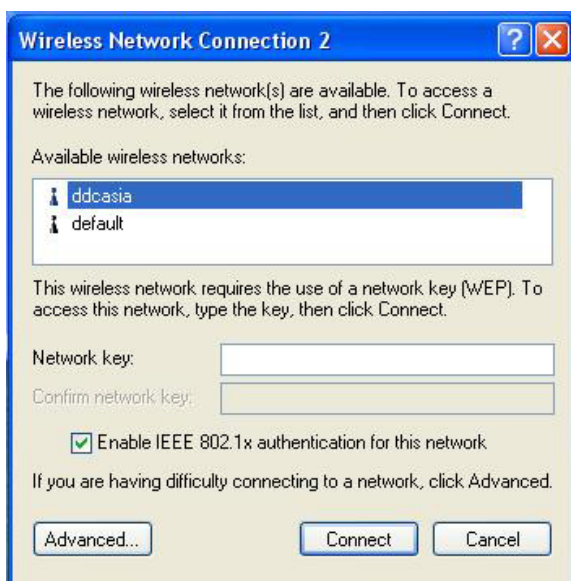 Wireless Network Connection 2
The following wireless network(s) are available. To access a
wireless network, select it from the list, and then click Connect.
Available wireless networks:
ddcasia
default
This wireless network requires the use of a network key (WEP). To
access this network, type the key, then click Connect.
Network key:
Confirm network key:
Enable IEEE 802.1x authentication for this network
If you are having difficulty connecting to a network, click Advanced.
Advanced... Connect Cancel